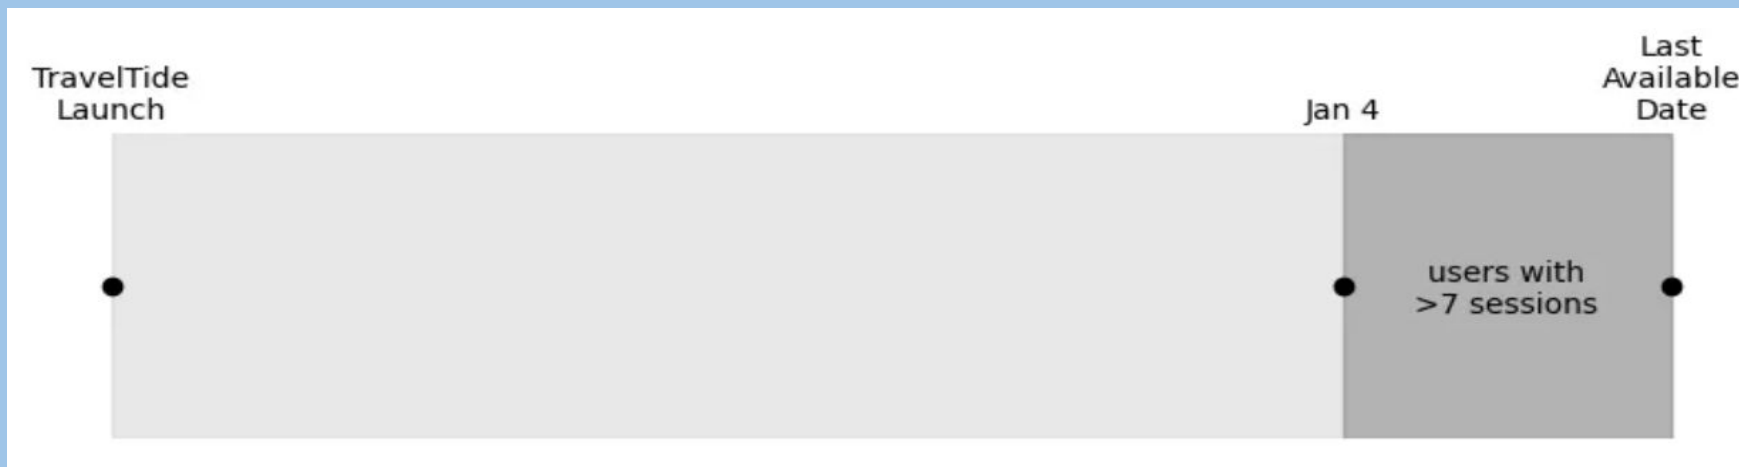 TravelTide
Launch
Jan 4
Last
Available
Date
users with
>7 sessions